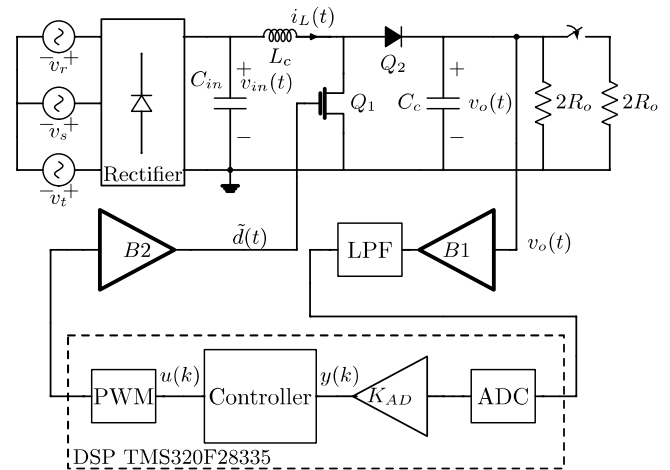 i_L(t)
−v_r+
L_c
Q_2
C_in
+
v_in(t)
−
+
C_c
v_o(t)
−
Q_1
2R_o
2R_o
−v_s+
Rectifier
−v_t+
B2
d̃(t)
LPF
B1
v_o(t)
PWM
u(k)
Controller
y(k)
K_AD
ADC
DSP TMS320F28335